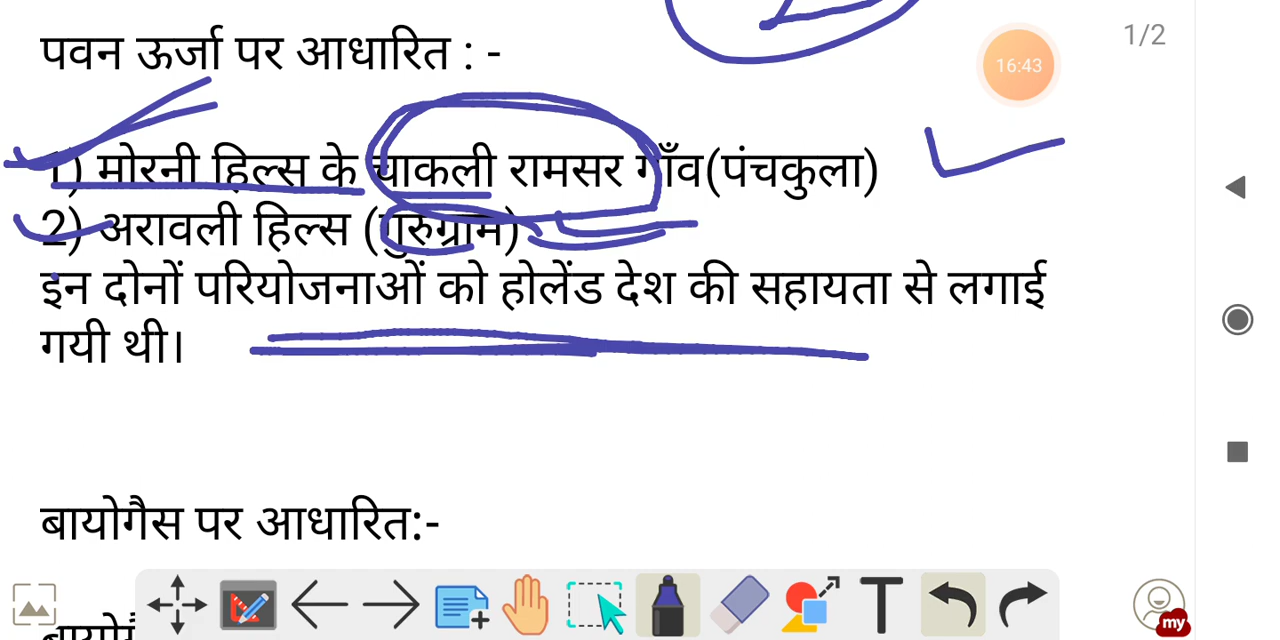 1/2
पवन ऊर्जा पर आधारित : -
16:43
1) मोरनी हिल्स के चाकली रामसर गाँव(पंचकुला)
2) अरावली हिल्स (गुरुग्राम)
इन दोनों परियोजनाओं को होलेंड देश की सहायता से लगाई
गयी थी।
बायोगैस पर आधारित:-
T
my